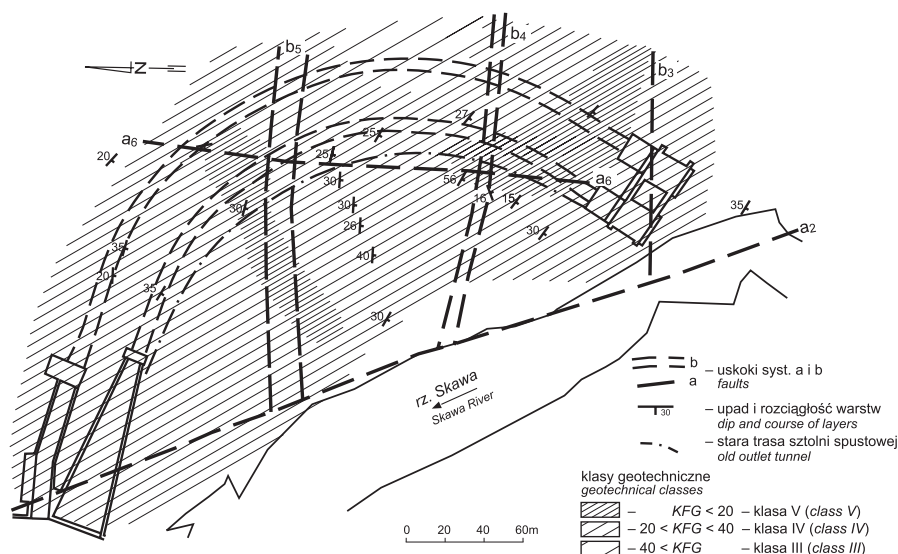 b4
b5
Z
b3
27
a6
25
20
25
56
a6
30
16
15
30
30
35
26
30
a2
35
40
20
35
30
rz. Skawa
Skawa River
b
a
– uskoki syst. a i b
faults
30
– upad i rozciągłość warstw
dip and course of layers
– stara trasa sztolni spustowej
old outlet tunnel
klasy geotechniczne
geotechnical classes
– KFG < 20 – klasa V (class V)
– 20 < KFG < 40 – klasa IV (class IV)
– 40 < KFG – klasa III (class III)
0 20 40 60m